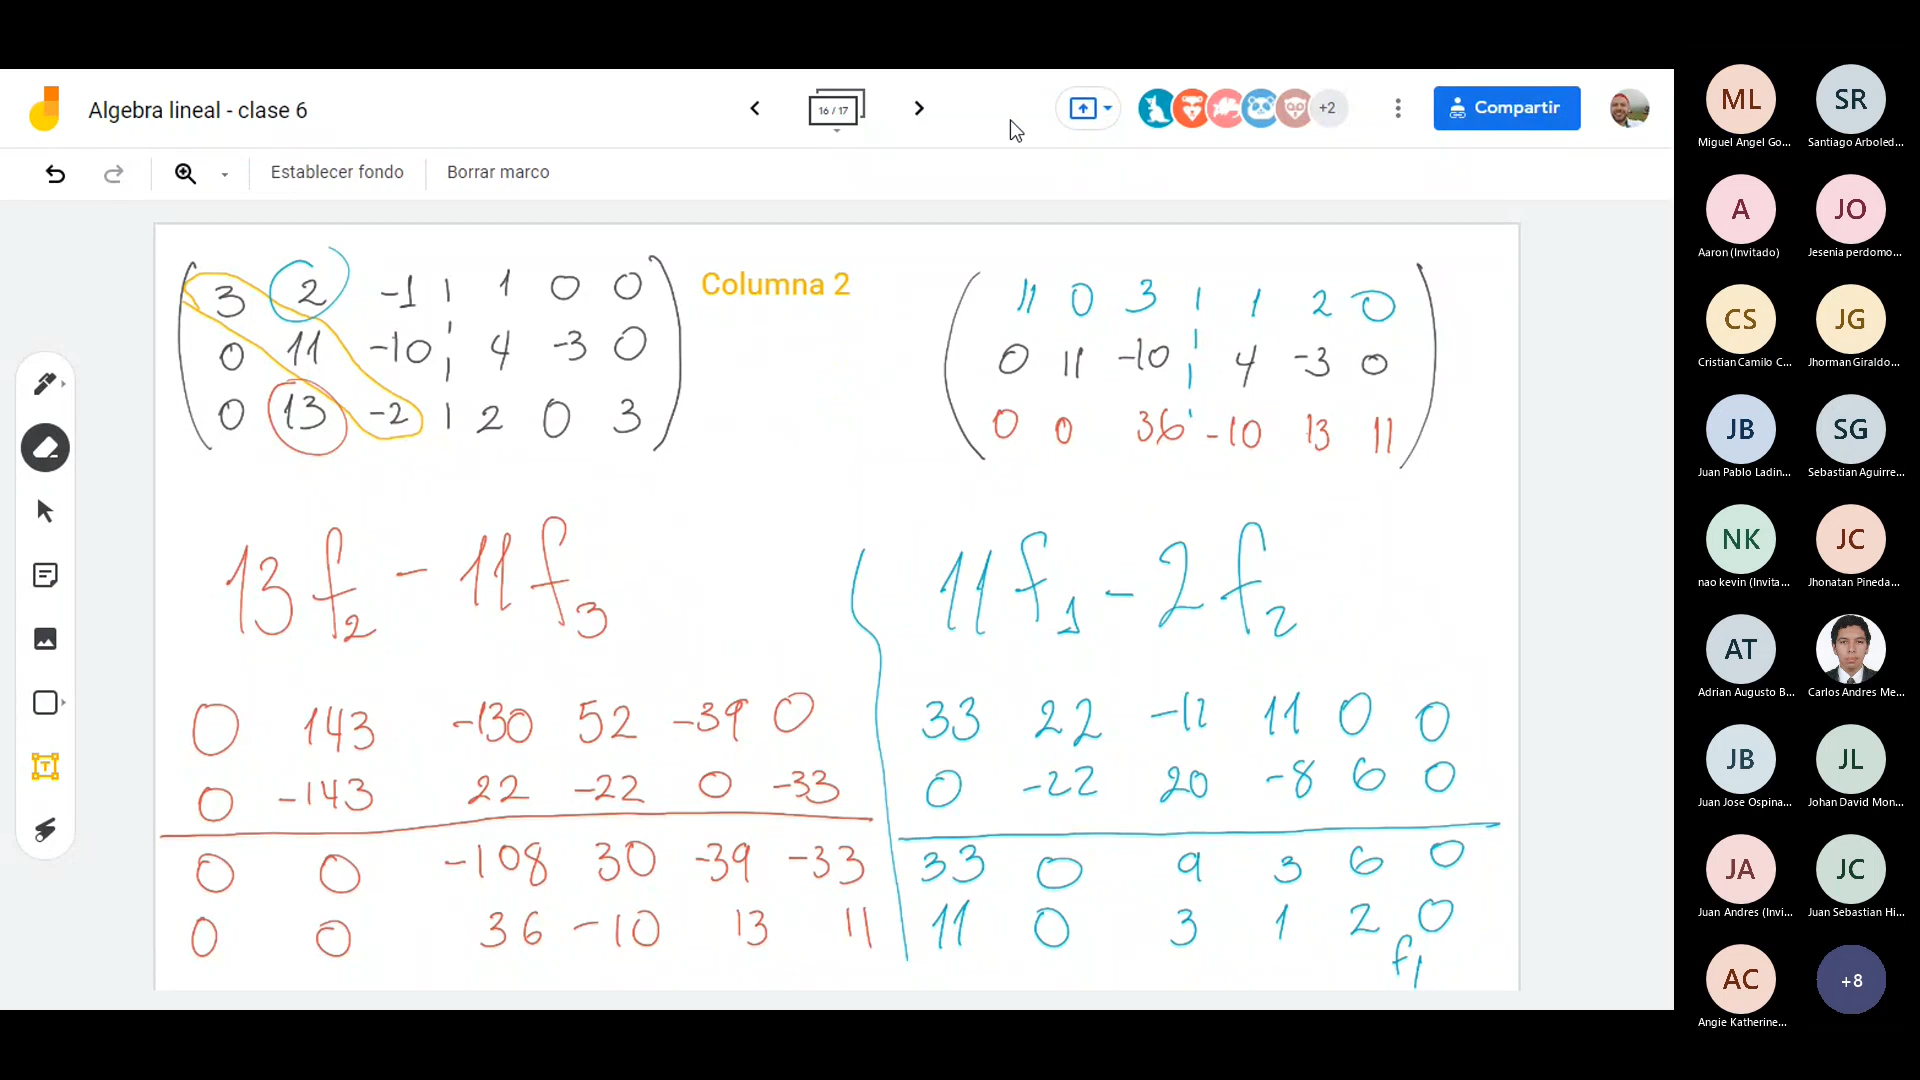 Algebra lineal - clase 6
16 / 17
+2
Compartir
Establecer fondo
Borrar marco
3 2 -1 | 1 0 0
0 11 -10 | 4 -3 0
0 13 -2 | 2 0 3
Columna 2
11 0 3 | 1 2 0
0 11 -10 | 4 -3 0
0 0 36 | -10 13 11
13f2 - 11f3
0 143 -130 52 -39 0
0 -143 22 -22 0 -33
0 0 -108 30 -39 -33
0 0 36 -10 13 11
11f1 - 2f2
33 22 -11 11 0 0
0 -22 20 -8 6 0
33 0 9 3 6 0
11 0 3 1 2 0
f1
T
ML
Miguel Angel Go...
SR
Santiago Arboled...
A
Aaron (Invitado)
JO
Jesenia perdomo...
CS
Cristian Camilo C...
JG
Jhorman Giraldo...
JB
Juan Pablo Ladin...
SG
Sebastian Aguirre...
NK
nao kevin (Invita...
JC
Jhonatan Pineda...
AT
Adrian Augusto B...
Carlos Andres Me...
JB
Juan Jose Ospina...
JL
Johan David Mon...
JA
Juan Andres (Invi...
JC
Juan Sebastian Hi...
AC
Angie Katherine...
+8